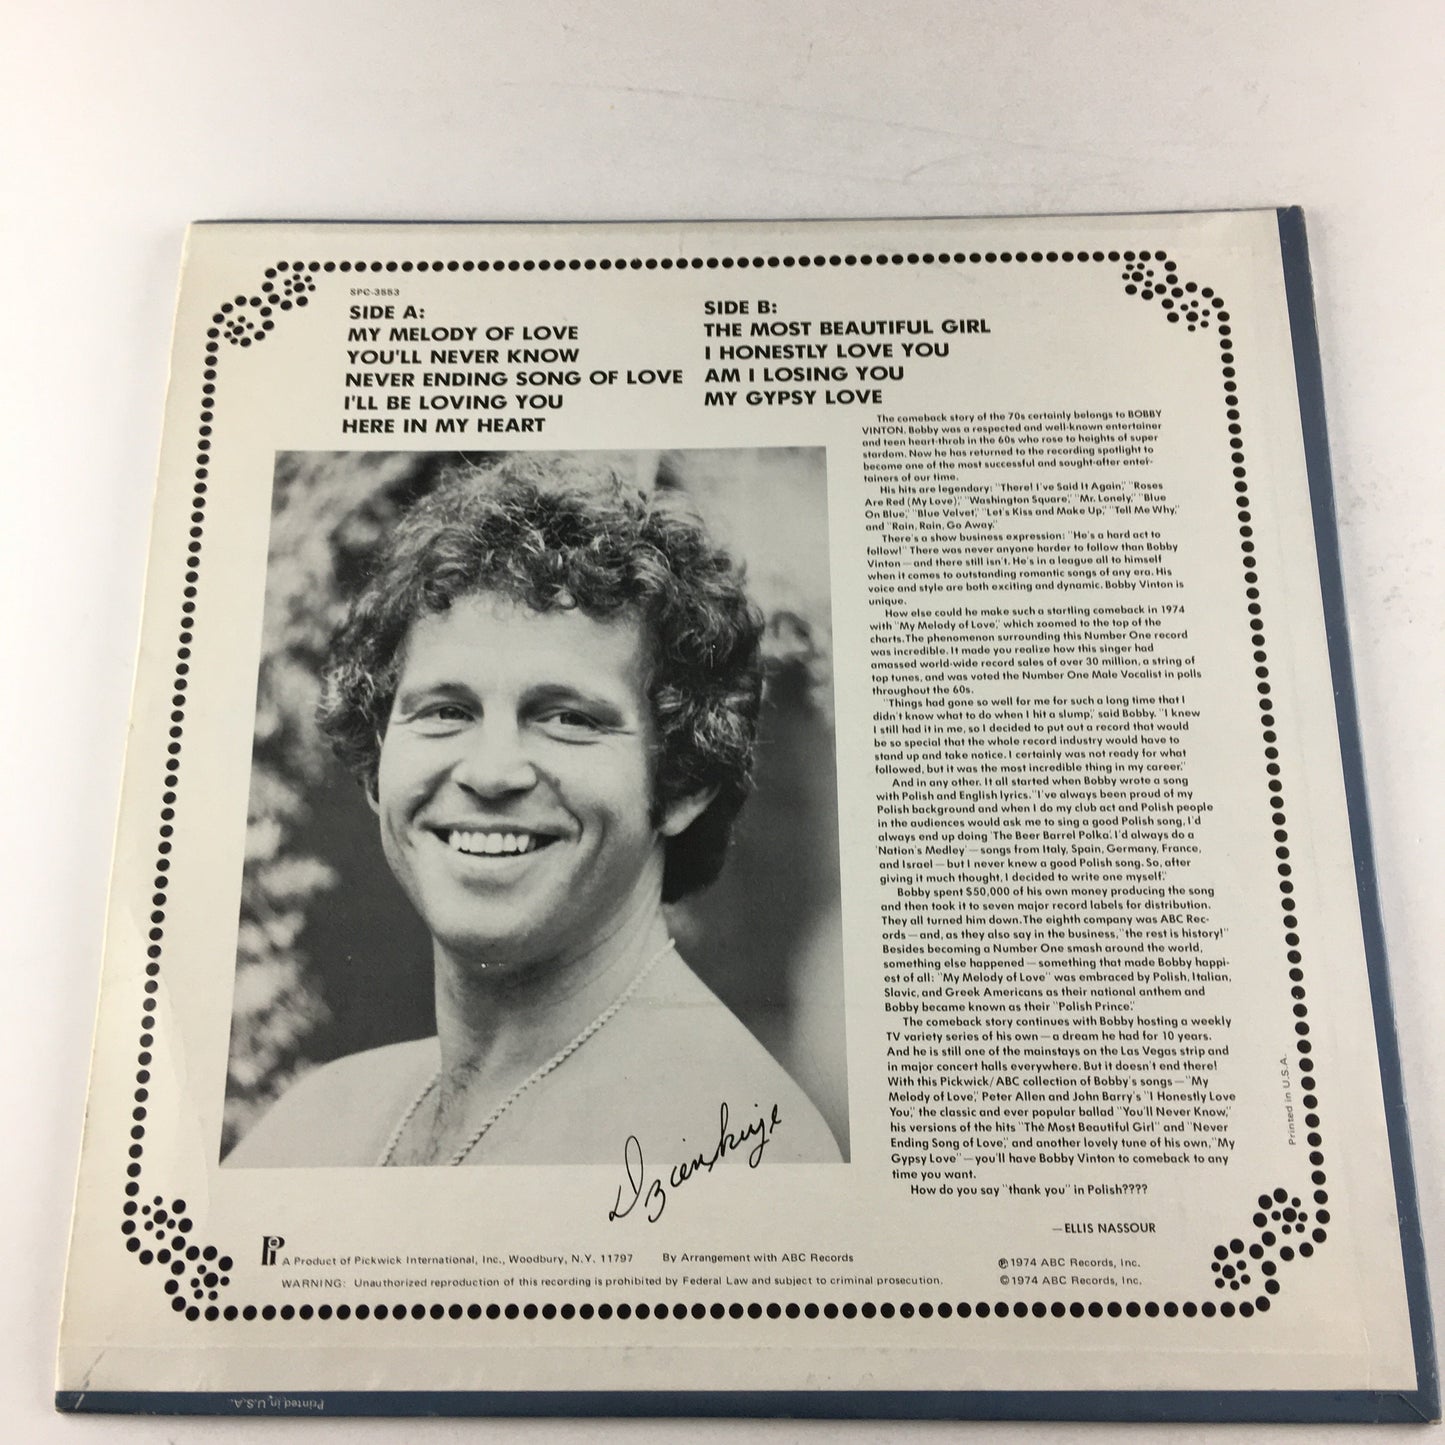 SPC-3553
SIDE A:
MY MELODY OF LOVE
YOU'LL NEVER KNOW
NEVER ENDING SONG OF LOVE
I'LL BE LOVING YOU
HERE IN MY HEART
SIDE B:
THE MOST BEAUTIFUL GIRL
I HONESTLY LOVE YOU
AM I LOSING YOU
MY GYPSY LOVE
The comeback story of the 70s certainly belongs to BOBBY
VINTON. Bobby was a respected and well-known entertainer
and teen heart-throb in the 60s who rose to heights of super
stardom. Now he has returned to the recording spotlight to
become one of the most successful and sought-after enter-
tainers of our time.
His hits are legendary: "There! I've Said It Again," "Roses
Are Red (My Love)," "Washington Square," "Mr. Lonely," "Blue
On Blue," "Blue Velvet," "Let's Kiss and Make Up," "Tell Me Why,"
and "Rain, Rain, Go Away."
There's a show business expression: "He's a hard act to
follow!" There was never anyone harder to follow than Bobby
Vinton—and there still isn't. He's in a league all to himself
when it comes to outstanding romantic songs of any era. His
voice and style are both exciting and dynamic. Bobby Vinton is
unique.
How else could he make such a startling comeback in 1974
with "My Melody of Love," which zoomed to the top of the
charts. The phenomenon surrounding this Number One record
was incredible. It made you realize how this singer had
amassed world-wide record sales of over 30 million, a string of
top tunes, and was voted the Number One Male Vocalist in polls
throughout the 60s.
"Things had gone so well for me for such a long time that I
didn't know what to do when I hit a slump," said Bobby. "I knew
I still had it in me, so I decided to put out a record that would
be so special that the whole record industry would have to
stand up and take notice. I certainly was not ready for what
followed, but it was the most incredible thing in my career."
And in any other. It all started when Bobby wrote a song
with Polish and English lyrics. "I've always been proud of my
Polish background and when I do my club act and Polish people
in the audiences would ask me to sing a good Polish song, I'd
always end up doing 'The Beer Barrel Polka.' I'd always do a
'Nation's Medley'—songs from Italy, Spain, Germany, France,
and Israel—but I never knew a good Polish song. So, after
giving it much thought, I decided to write one myself."
Bobby spent $50,000 of his own money producing the song
and then took it to seven major record labels for distribution.
They all turned him down. The eighth company was ABC Rec-
ords—and, as they also say in the business, "the rest is history!"
Besides becoming a Number One smash around the world,
something else happened—something that made Bobby happi-
est of all: "My Melody of Love" was embraced by Polish, Italian,
Slavic, and Greek Americans as their national anthem and
Bobby became known as their "Polish Prince."
The comeback story continues with Bobby hosting a weekly
TV variety series of his own—a dream he had for 10 years.
And he is still one of the mainstays on the Las Vegas strip and
in major concert halls everywhere. But it doesn't end there!
With this Pickwick/ABC collection of Bobby's songs—"My
Melody of Love," Peter Allen and John Barry's "I Honestly Love
You," the classic and ever popular ballad "You'll Never Know,"
his versions of the hits "The Most Beautiful Girl" and "Never
Ending Song of Love," and another lovely tune of his own, "My
Gypsy Love"—you'll have Bobby Vinton to comeback to any
time you want.
How do you say "thank you" in Polish????
—ELLIS NASSOUR
Dzienkuje
Pi A Product of Pickwick International, Inc., Woodbury, N.Y. 11797 By Arrangement with ABC Records
℗ 1974 ABC Records, Inc.
WARNING: Unauthorized reproduction of this recording is prohibited by Federal Law and subject to criminal prosecution.
© 1974 ABC Records, Inc.
Printed in U.S.A.
Printed in U.S.A.